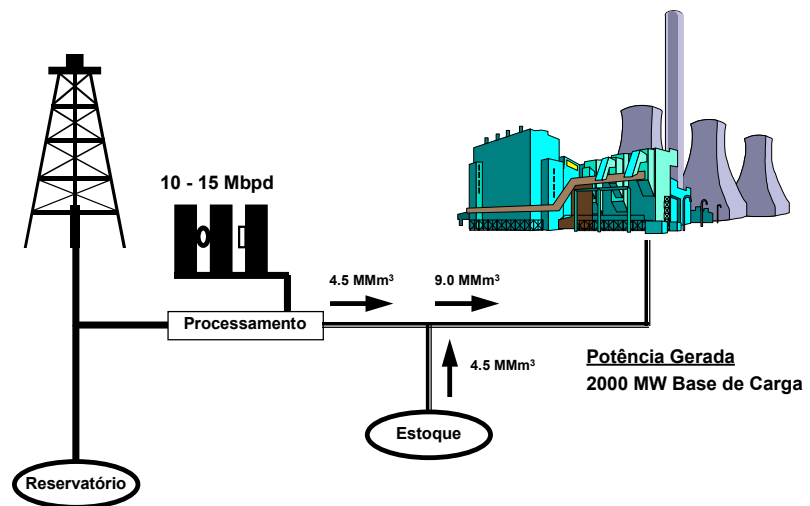 10 - 15 Mbpd
4.5 MMm³
9.0 MMm³
Processamento
4.5 MMm³
Potência Gerada
2000 MW Base de Carga
Estoque
Reservatório